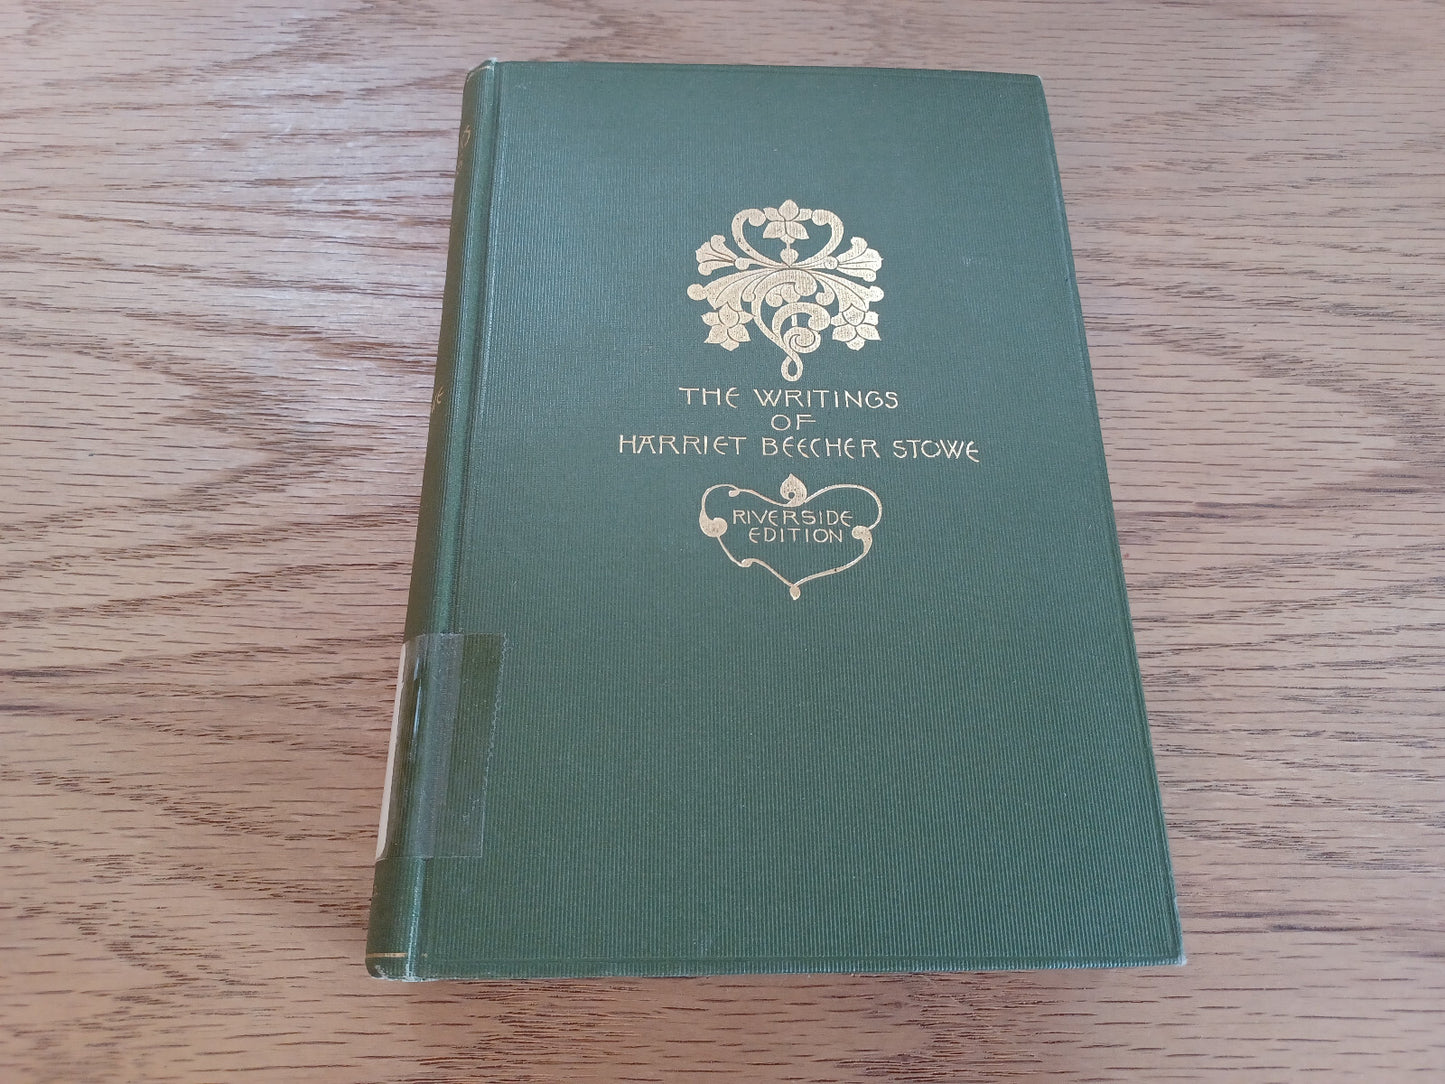 THE WRITINGS
OF
HARRIET BEECHER STOWE
RIVERSIDE
EDITION